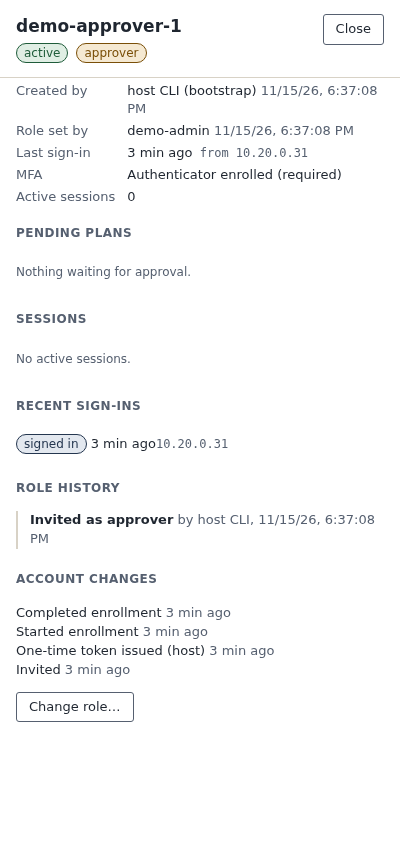 demo-approver-1
Close
active approver
Created by host CLI (bootstrap) 11/15/26, 6:37:08
PM
Role set by demo-admin 11/15/26, 6:37:08 PM
Last sign-in 3 min ago from 10.20.0.31
MFA Authenticator enrolled (required)
Active sessions 0
PENDING PLANS
Nothing waiting for approval.
SESSIONS
No active sessions.
RECENT SIGN-INS
signed in 3 min ago10.20.0.31
ROLE HISTORY
Invited as approver by host CLI, 11/15/26, 6:37:08
PM
ACCOUNT CHANGES
Completed enrollment 3 min ago
Started enrollment 3 min ago
One-time token issued (host) 3 min ago
Invited 3 min ago
Change role…